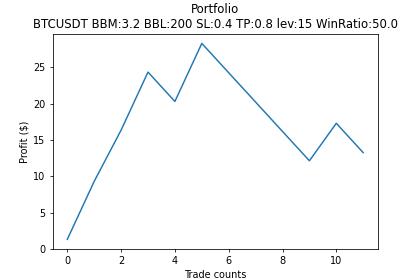 Portfolio
BTCUSDT BBM:3.2 BBL:200 SL:0.4 TP:0.8 lev:15 WinRatio:50.0
25
20
15
10
5
0
Profit ($)
0 2 4 6 8 10
Trade counts